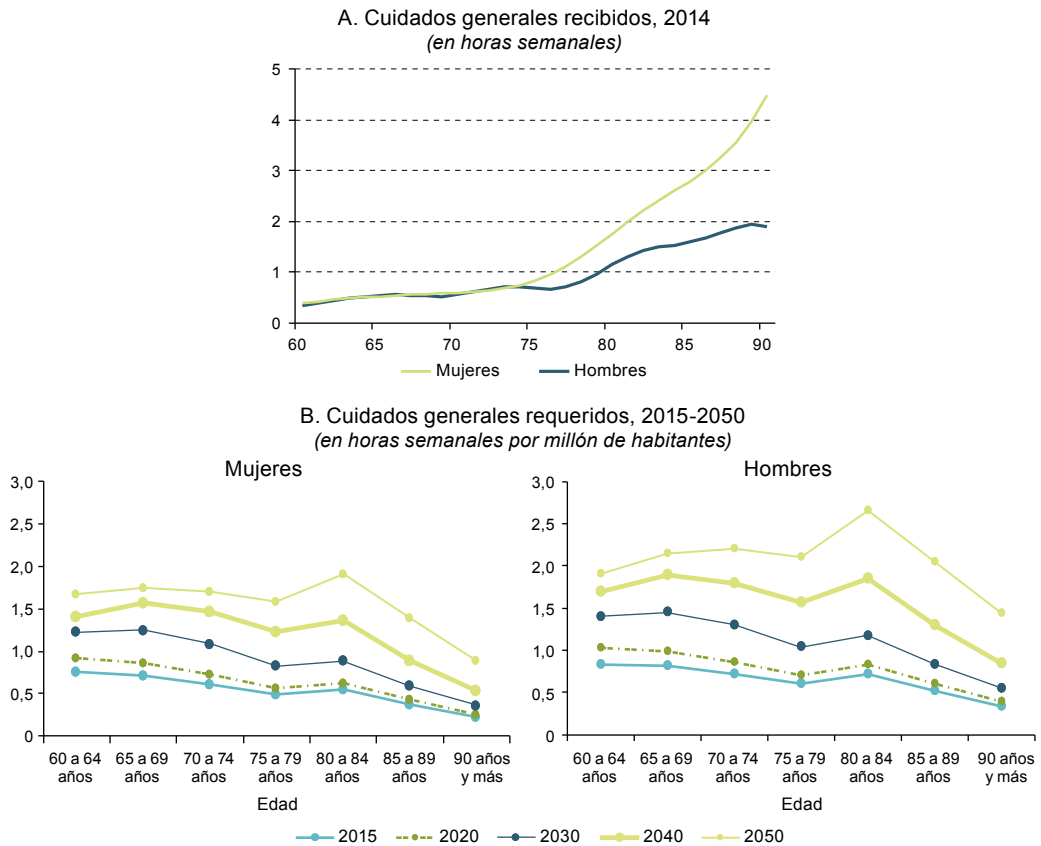 A. Cuidados generales recibidos, 2014
(en horas semanales)
5
4
3
2
1
0
60 65 70 75 80 85 90
Mujeres Hombres
B. Cuidados generales requeridos, 2015-2050
(en horas semanales por millón de habitantes)
Mujeres
3,0
2,5
2,0
1,5
1,0
0,5
0
60 a 64 años
65 a 69 años
70 a 74 años
75 a 79 años
80 a 84 años
85 a 89 años
90 años y más
Edad
Hombres
3,0
2,5
2,0
1,5
1,0
0,5
0
60 a 64 años
65 a 69 años
70 a 74 años
75 a 79 años
80 a 84 años
85 a 89 años
90 años y más
Edad
2015 2020 2030 2040 2050